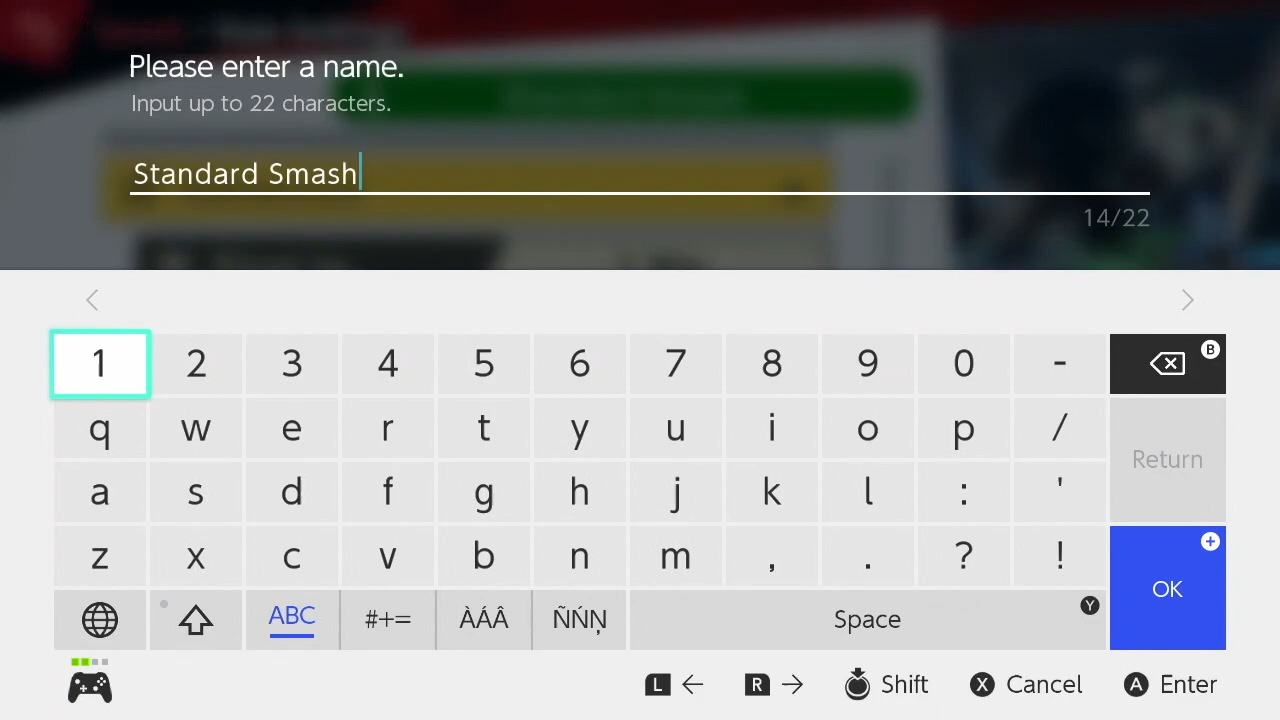 Please enter a name.
Input up to 22 characters.
Standard Smash
14/22
1 2 3 4 5 6 7 8 9 0 - B
q w e r t y u i o p /
Return
a s d f g h j k l : '
z x c v b n m , . ? ! +
OK
ABC #+= ÀÁÂ ÑŃŅ Space Y
L ← R → Shift X Cancel A Enter